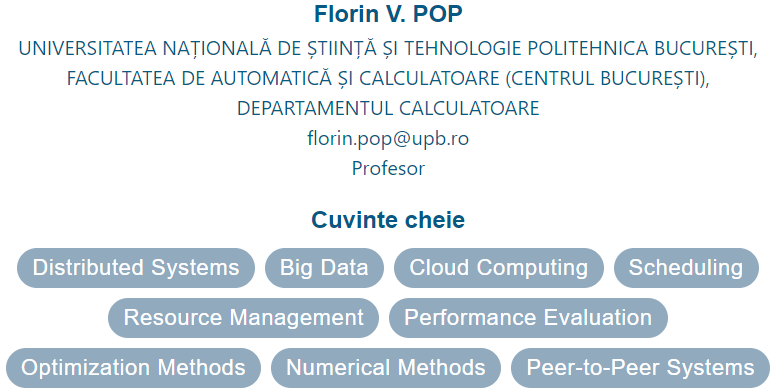 Florin V. POP
UNIVERSITATEA NAȚIONALĂ DE ȘTIINȚĂ ȘI TEHNOLOGIE POLITEHNICA BUCUREȘTI,
FACULTATEA DE AUTOMATICĂ ȘI CALCULATOARE (CENTRUL BUCUREȘTI),
DEPARTAMENTUL CALCULATOARE
florin.pop@upb.ro
Profesor
Cuvinte cheie
Distributed Systems Big Data Cloud Computing Scheduling
Resource Management Performance Evaluation
Optimization Methods Numerical Methods Peer-to-Peer Systems